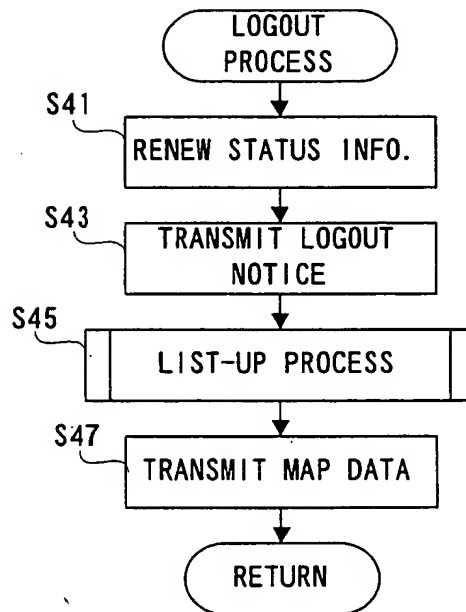 LOGOUT
PROCESS
S41
RENEW STATUS INFO.
S43
TRANSMIT LOGOUT
NOTICE
S45
LIST-UP PROCESS
S47
TRANSMIT MAP DATA
RETURN